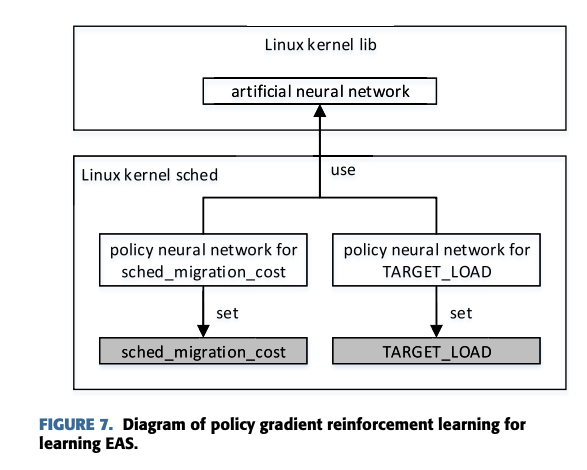 Linux kernel lib
artificial neural network
use
Linux kernel sched
policy neural network for
sched_migration_cost
policy neural network for
TARGET_LOAD
set
set
sched_migration_cost
TARGET_LOAD
FIGURE 7. Diagram of policy gradient reinforcement learning for
learning EAS.